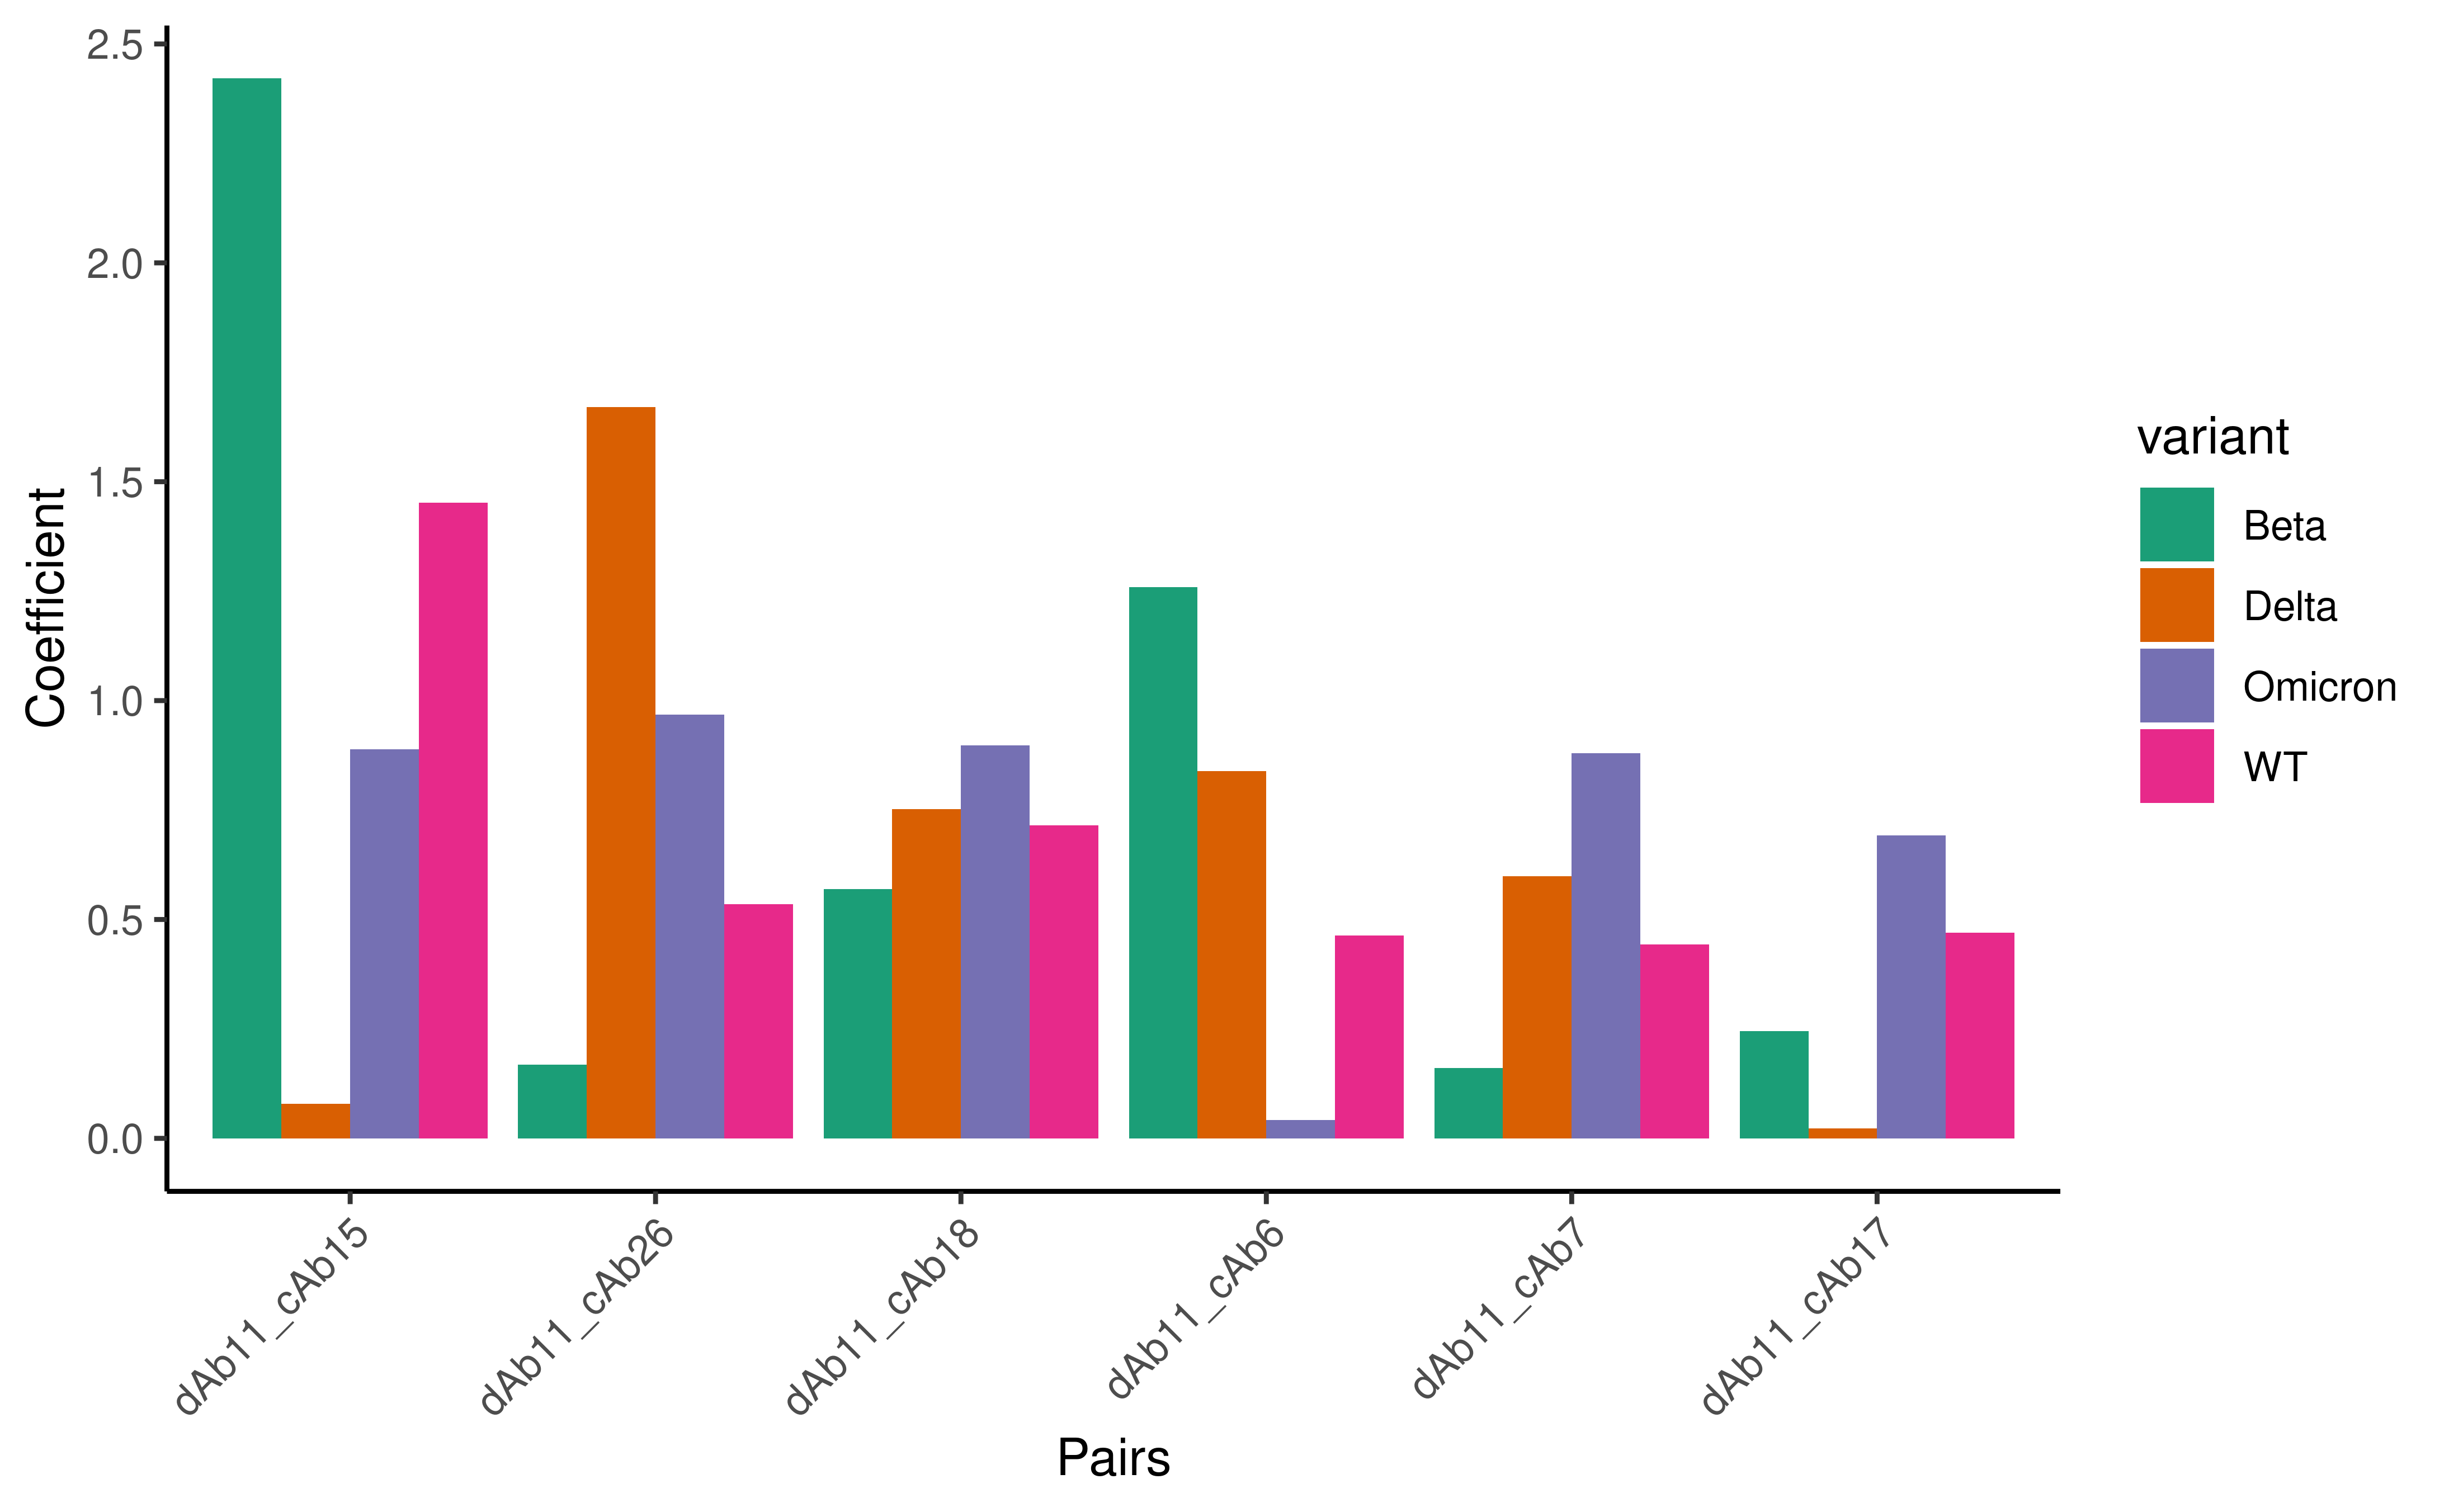 Coefficient
2.5
2.0
1.5
1.0
0.5
0.0
dAb11_cAb15
dAb11_cAb26
dAb11_cAb18
dAb11_cAb6
dAb11_cAb7
dAb11_cAb17
Pairs
variant
Beta
Delta
Omicron
WT